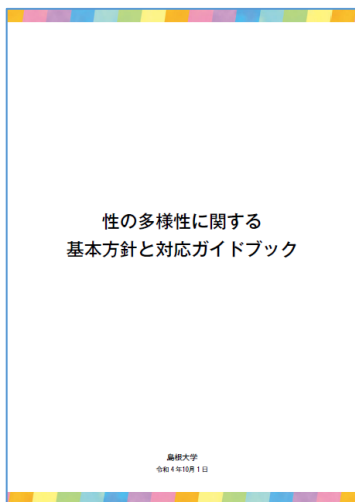 性の多様性に関する
基本方針と対応ガイドブック
島根大学
令和4年10月1日